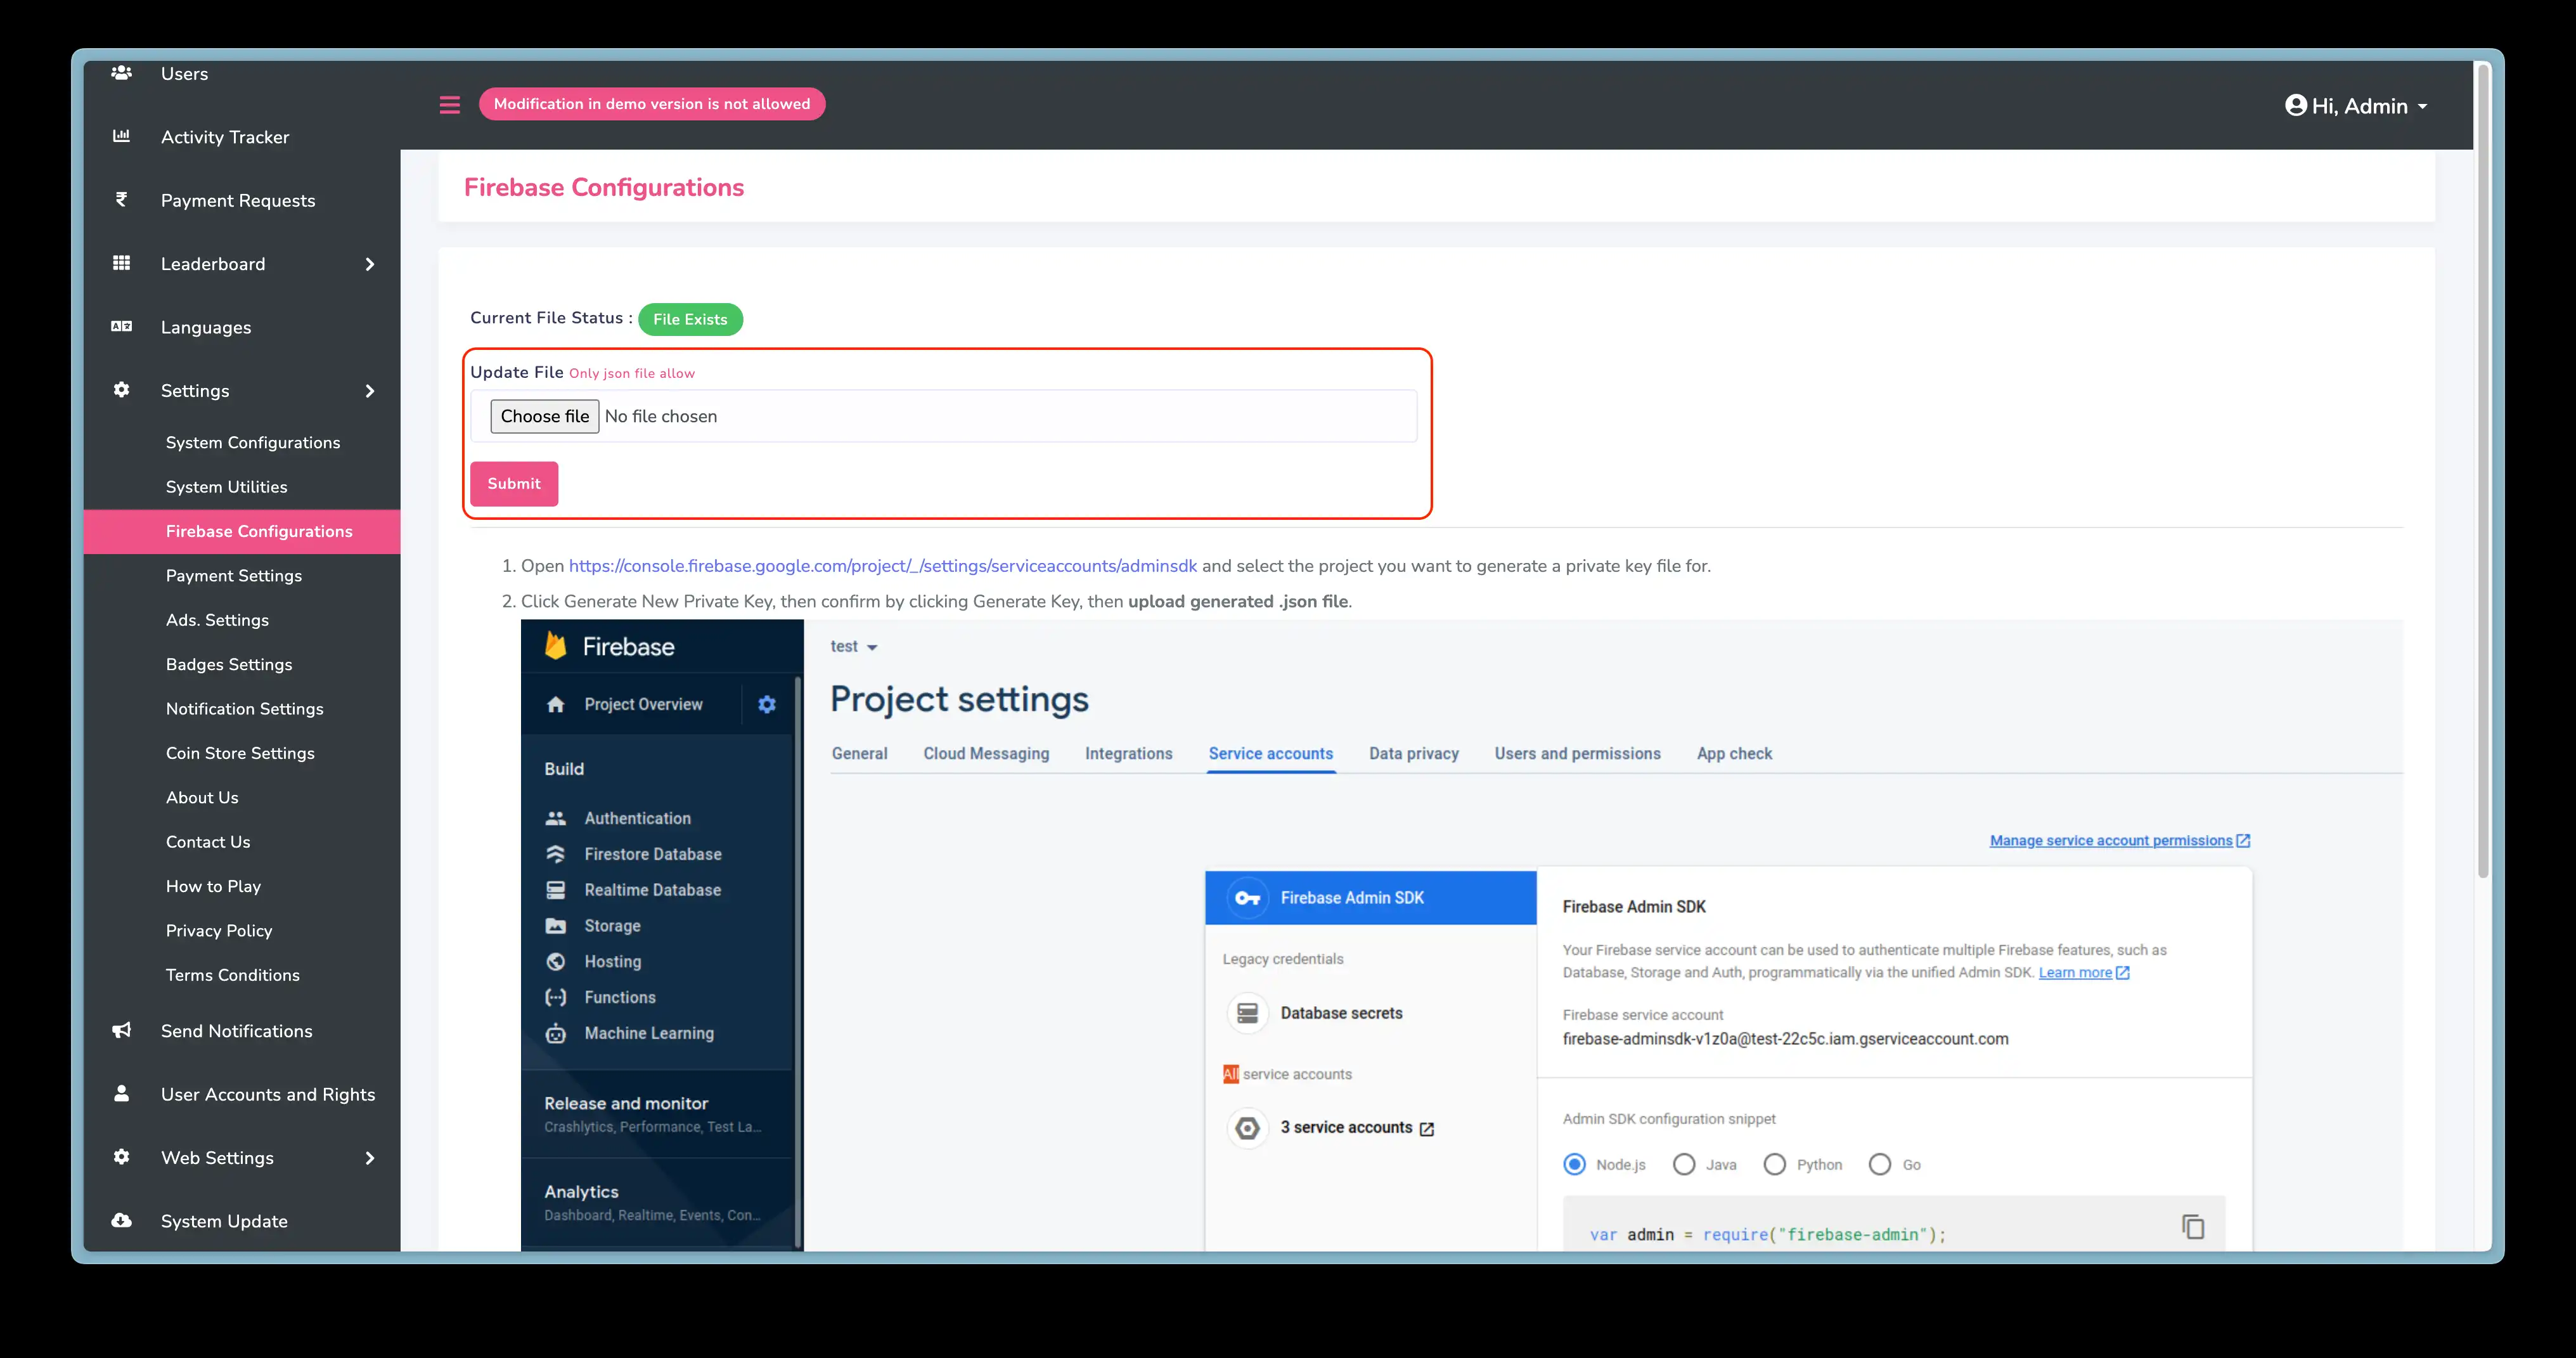 Users
Activity Tracker
Payment Requests
Leaderboard
Languages
Settings
System Configurations
System Utilities
Firebase Configurations
Payment Settings
Ads. Settings
Badges Settings
Notification Settings
Coin Store Settings
About Us
Contact Us
How to Play
Privacy Policy
Terms Conditions
Send Notifications
User Accounts and Rights
Web Settings
System Update
Modification in demo version is not allowed
Hi, Admin
Firebase Configurations
Current File Status : File Exists
Update File Only json file allow
Choose file No file chosen
Submit
1. Open https://console.firebase.google.com/project/_/settings/serviceaccounts/adminsdk and select the project you want to generate a private key file for.
2. Click Generate New Private Key, then confirm by clicking Generate Key, then upload generated .json file.
Firebase
Project Overview
Build
Authentication
Firestore Database
Realtime Database
Storage
Hosting
Functions
Machine Learning
Release and monitor
Crashlytics, Performance, Test La...
Analytics
Dashboard, Realtime, Events, Con...
test
Project settings
General Cloud Messaging Integrations Service accounts Data privacy Users and permissions App check
Manage service account permissions
Firebase Admin SDK
Legacy credentials
Database secrets
All service accounts
3 service accounts
Firebase Admin SDK
Your Firebase service account can be used to authenticate multiple Firebase features, such as
Database, Storage and Auth, programmatically via the unified Admin SDK. Learn more
Firebase service account
firebase-adminsdk-v1z0a@test-22c5c.iam.gserviceaccount.com
Admin SDK configuration snippet
Node.js Java Python Go
var admin = require("firebase-admin");